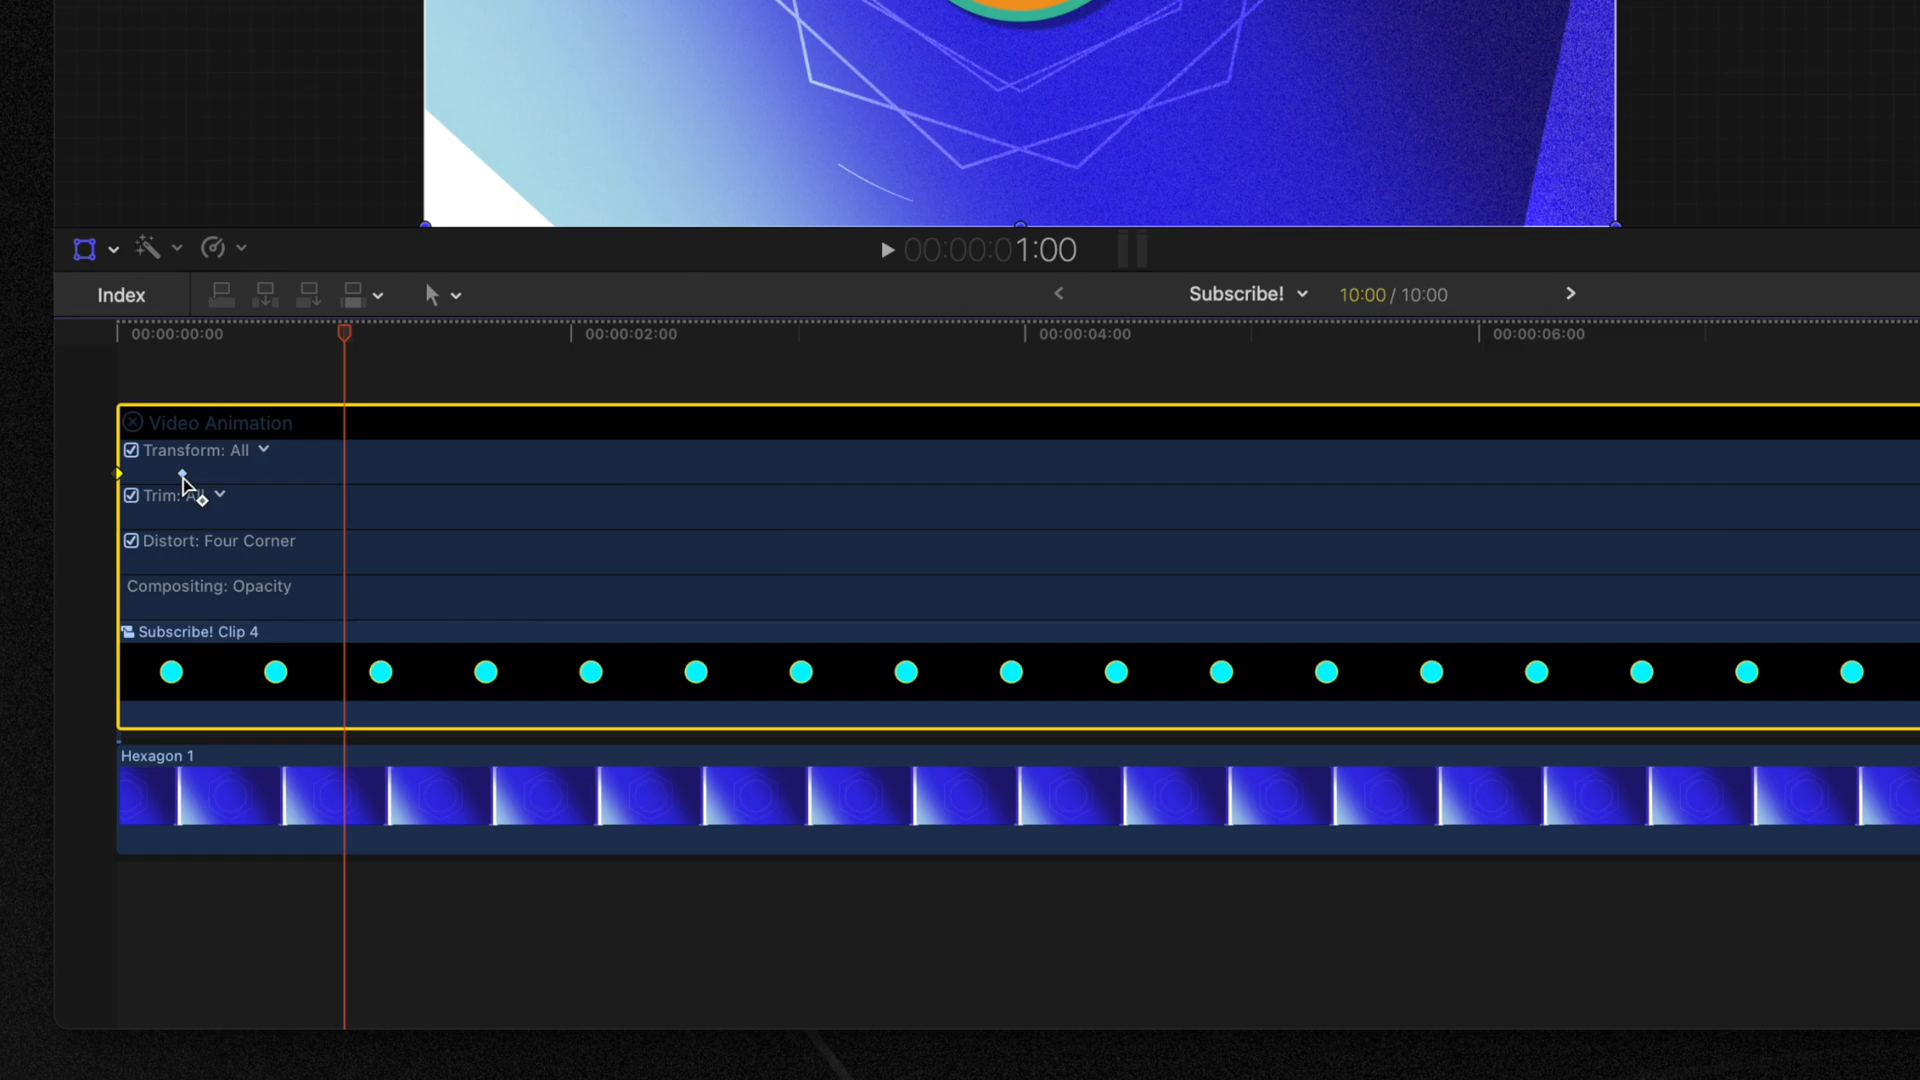 00:00:01:00
Index
Subscribe!
10:00 / 10:00
00:00:00:00
00:00:02:00
00:00:04:00
00:00:06:00
Video Animation
Transform: All
Trim: All
Distort: Four Corner
Compositing: Opacity
Subscribe! Clip 4
Hexagon 1